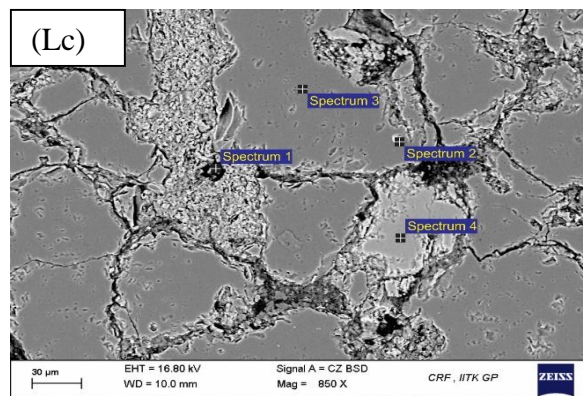 (Lc)
Spectrum 3
Spectrum 1
Spectrum 2
Spectrum 4
30 µm
EHT = 16.80 kV
WD = 10.0 mm
Signal A = CZ BSD
Mag = 850 X
CRF , IITK GP
ZEISS